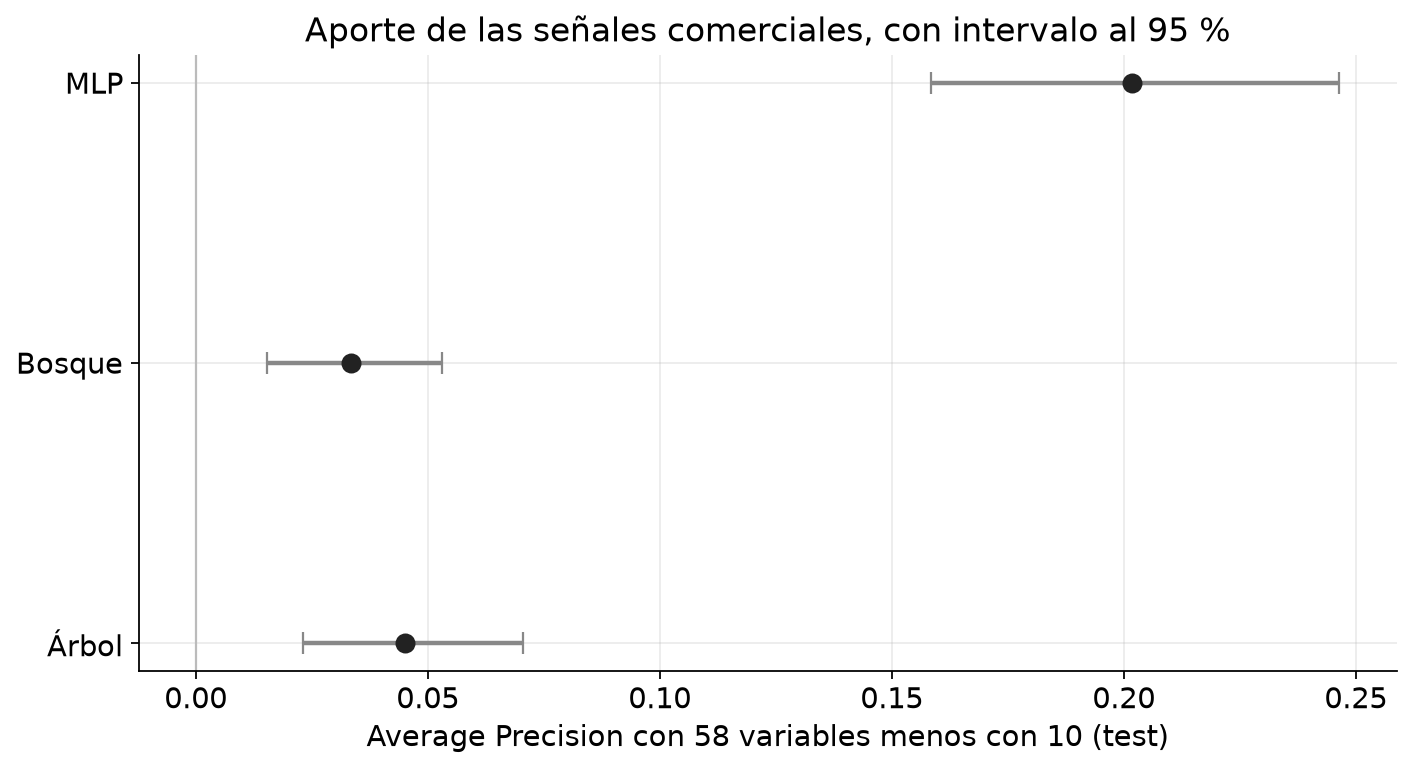 Aporte de las señales comerciales, con intervalo al 95 %
MLP
Bosque
Árbol
0.00 0.05 0.10 0.15 0.20 0.25
Average Precision con 58 variables menos con 10 (test)